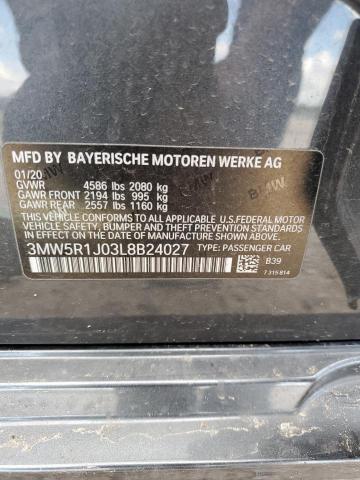 MFD BY BAYERISCHE MOTOREN WERKE AG
01/20
GVWR 4586 lbs 2080 kg
GAWR FRONT 2194 lbs 995 kg
GAWR REAR 2557 lbs 1160 kg
THIS VEHICLE CONFORMS TO ALL APPLICABLE U.S.FEDERAL MOTOR
VEHICLE SAFETY, BUMPER, AND THEFT PREVENTION STANDARDS IN
EFFECT ON THE DATE OF MANUFACTURE SHOWN ABOVE.
3MW5R1J03L8B24027 TYPE: PASSENGER CAR
B39
7 315 814